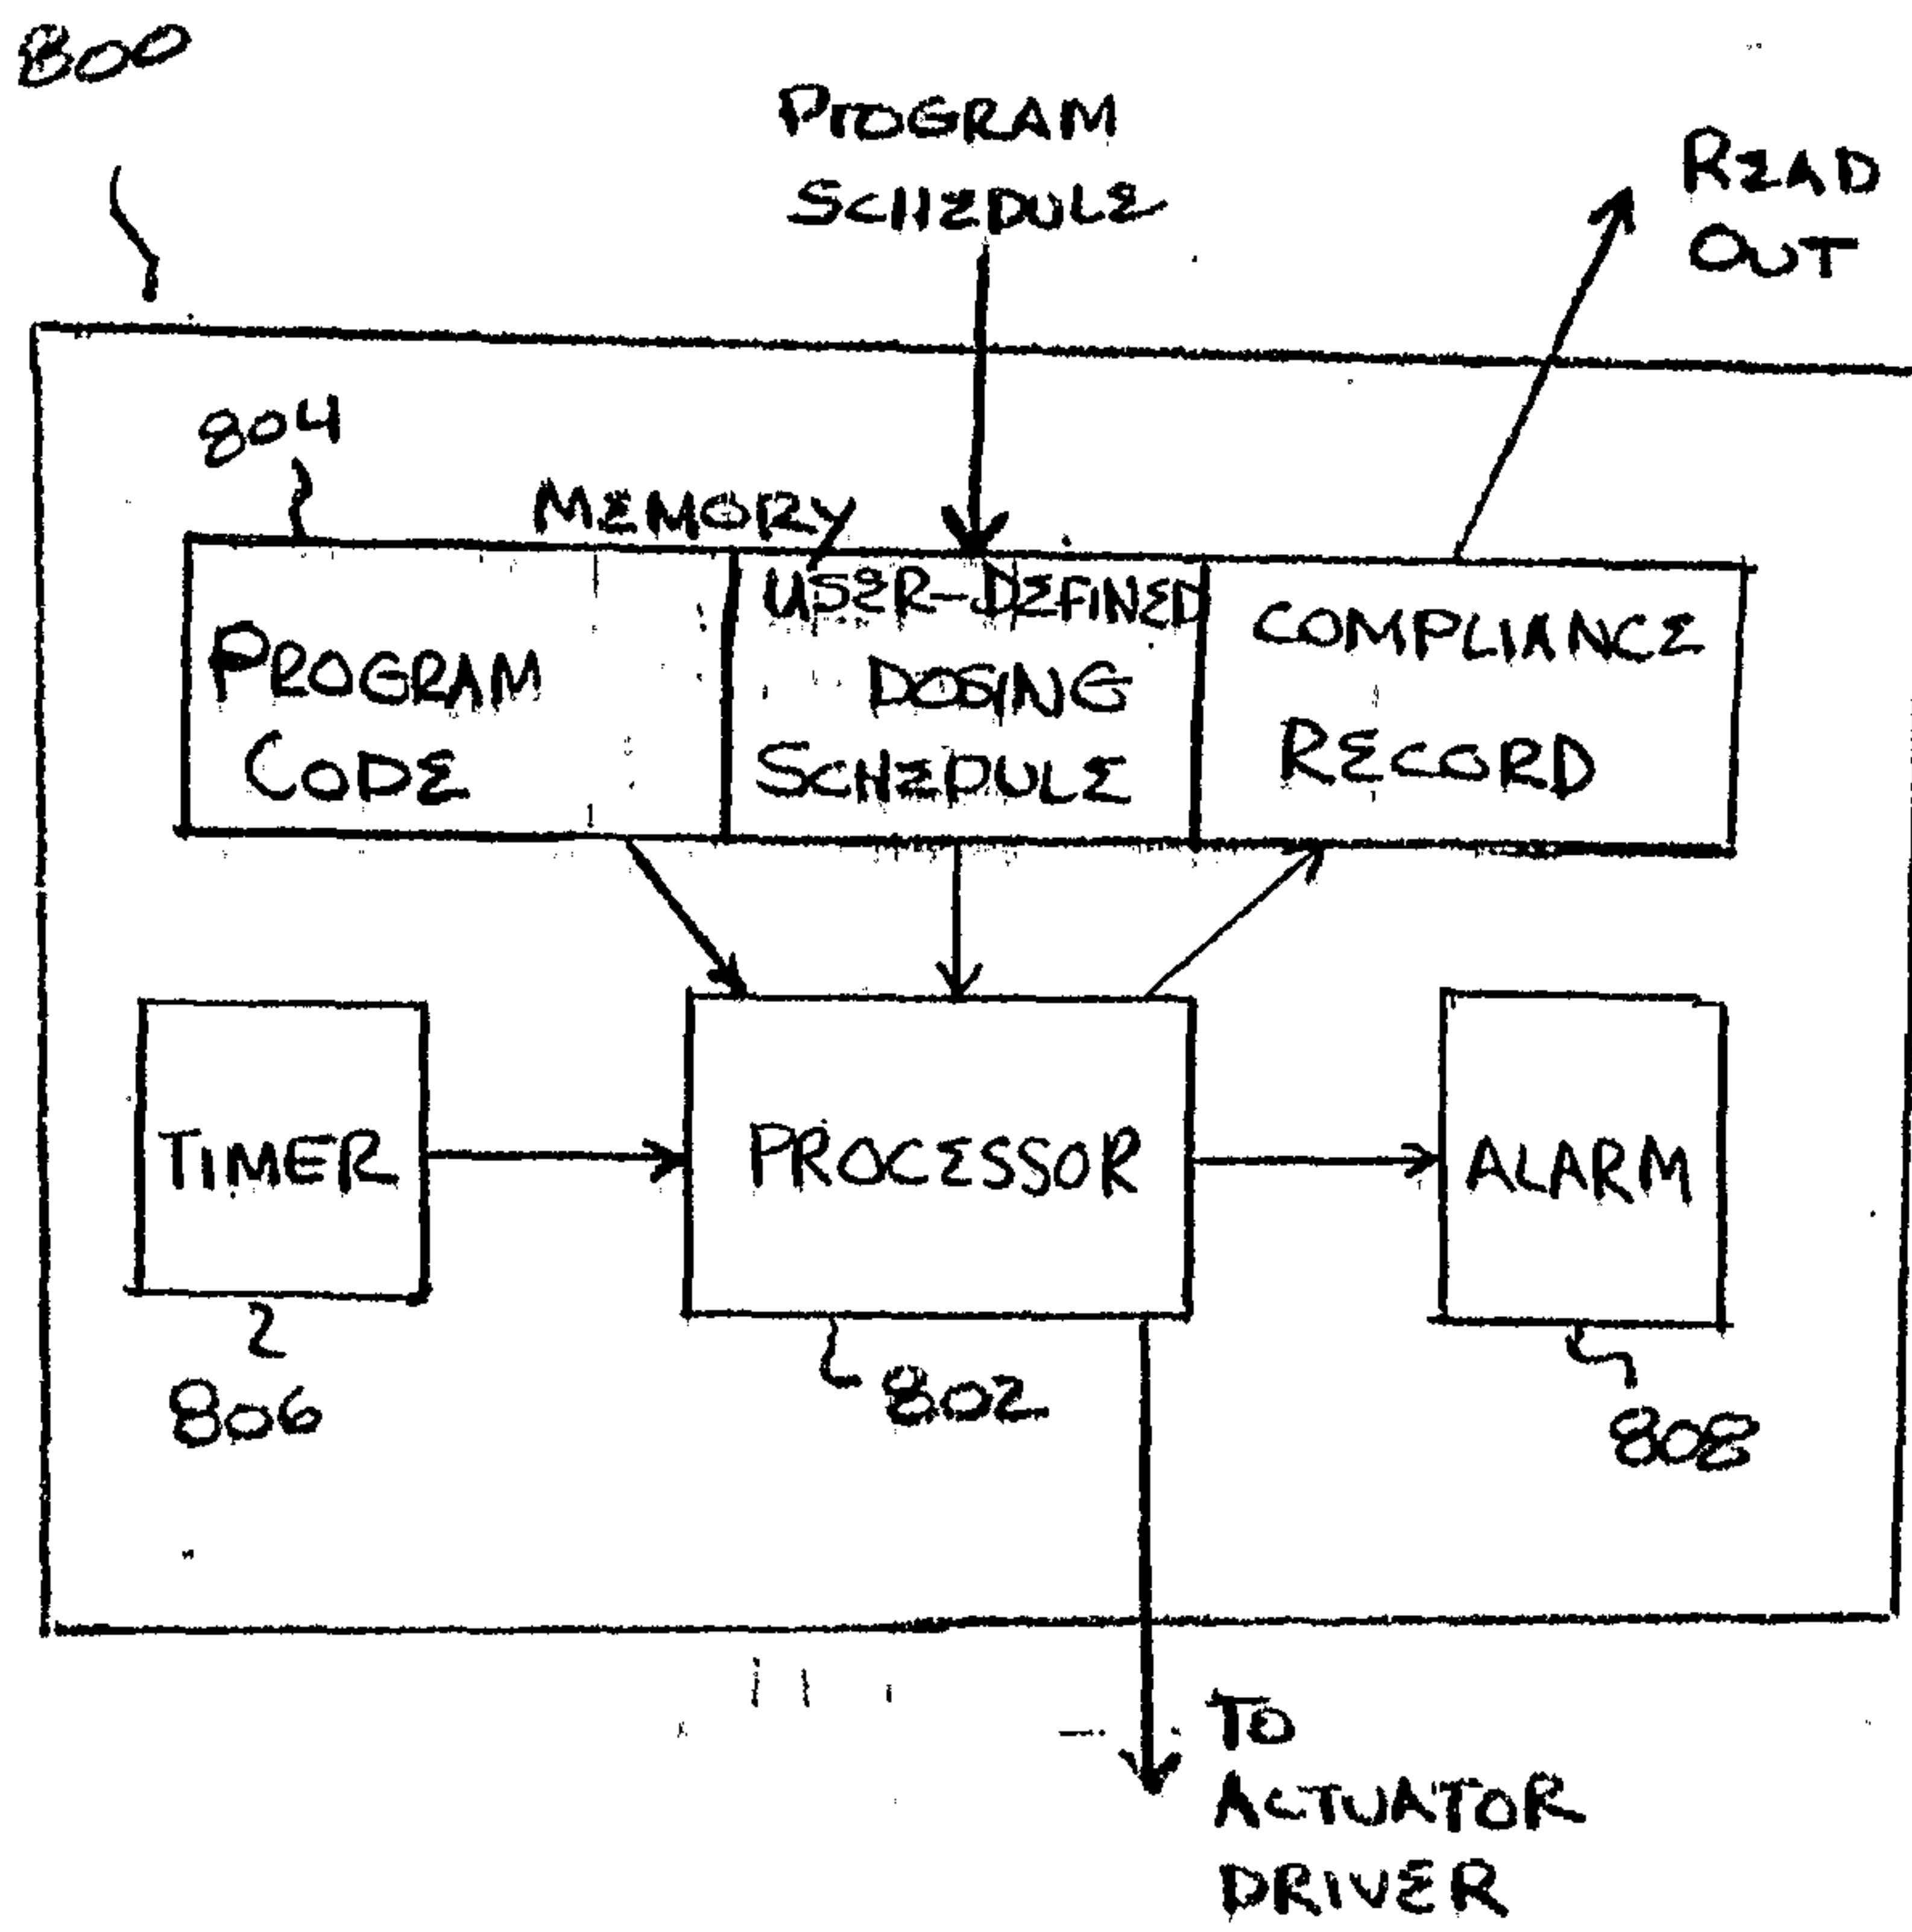 800
PROGRAM
SCHEDULE
READ
OUT
804
MEMORY
PROGRAM
CODE
USER-DEFINED
DOSING
SCHEDULE
COMPLIANCE
RECORD
TIMER
PROCESSOR
ALARM
806
802
808
TO
ACTUATOR
DRIVER